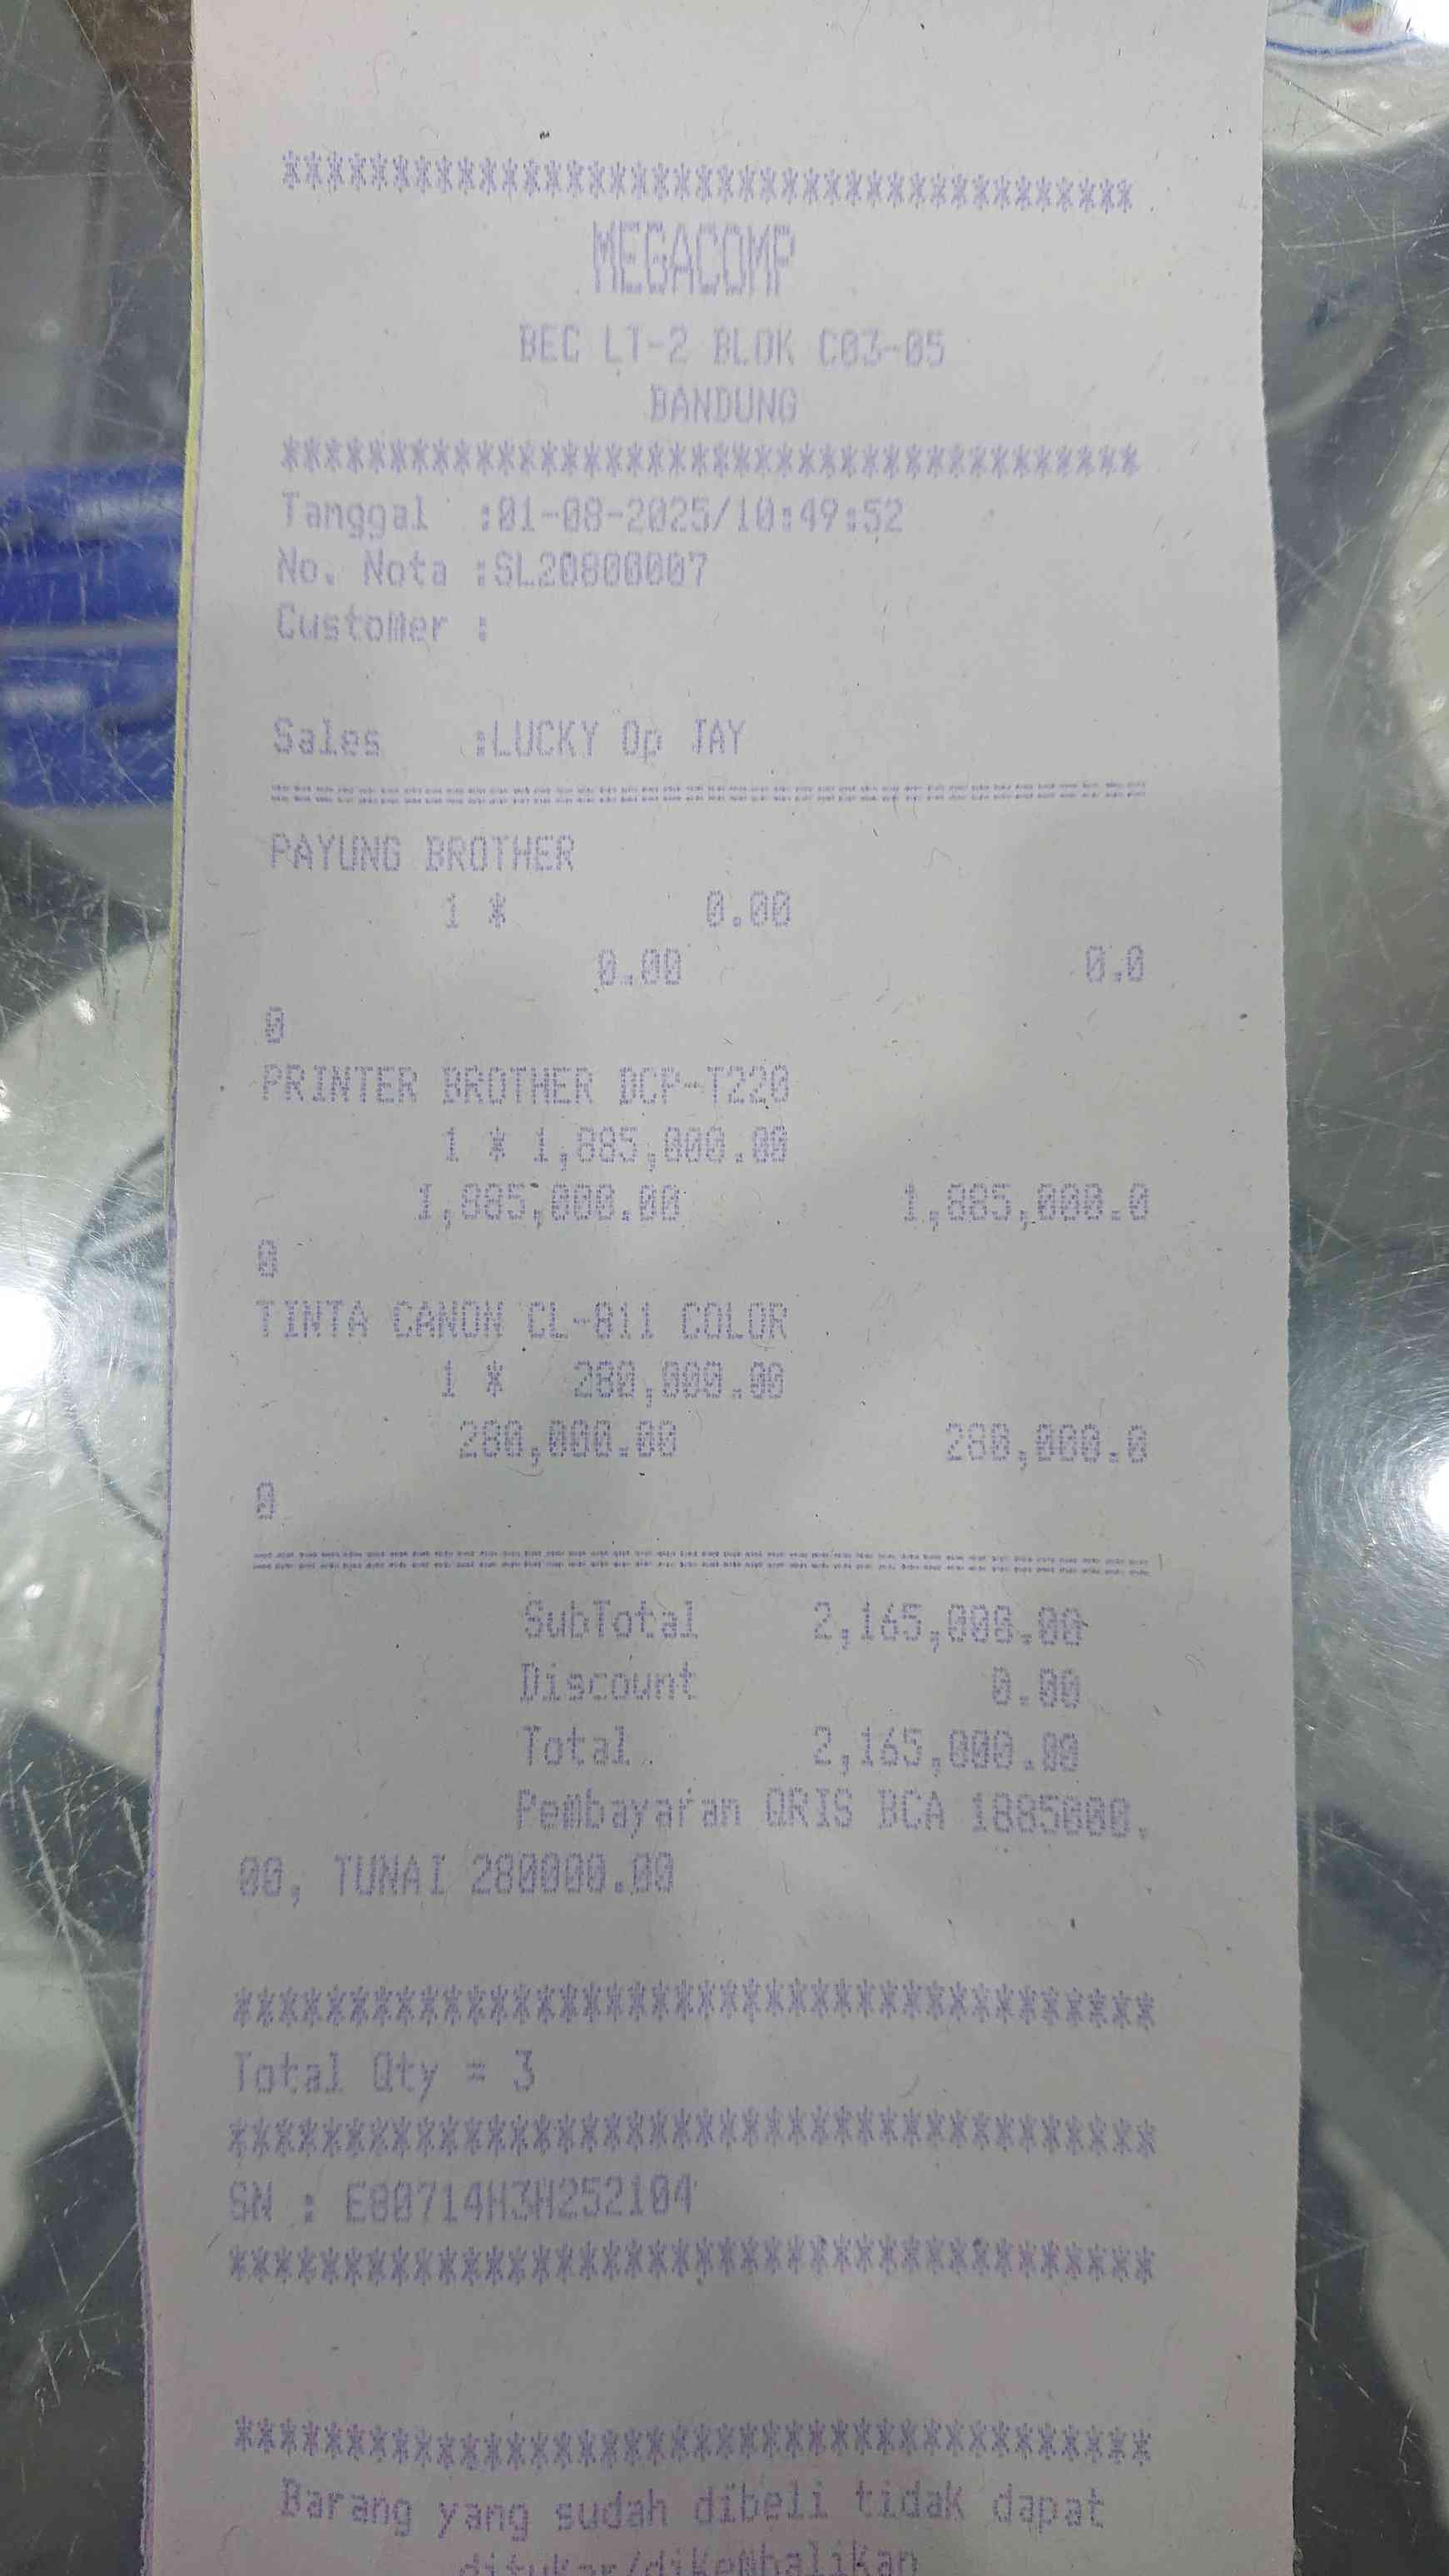 ****************************************
MEGACOMP
BEC LT-2 BLOK C03-05
BANDUNG
****************************************
Tanggal :01-08-2025/10:49:52
No. Nota :SL20800007
Customer :
Sales :LUCKY Op JAY
========================================
PAYUNG BROTHER
1 * 0.00
0.00 0.0
0
PRINTER BROTHER DCP-T220
1 * 1,885,000.00
1,885,000.00 1,885,000.0
0
TINTA CANON CL-811 COLOR
1 * 280,000.00
280,000.00 280,000.0
0
========================================
SubTotal 2,165,000.00
Discount 0.00
Total 2,165,000.00
Pembayaran QRIS BCA 1885000.
00, TUNAI 280000.00
****************************************
Total Qty = 3
****************************************
SN : E80714H3H252104
****************************************
****************************************
Barang yang sudah dibeli tidak dapat
ditukar/dikembalikan